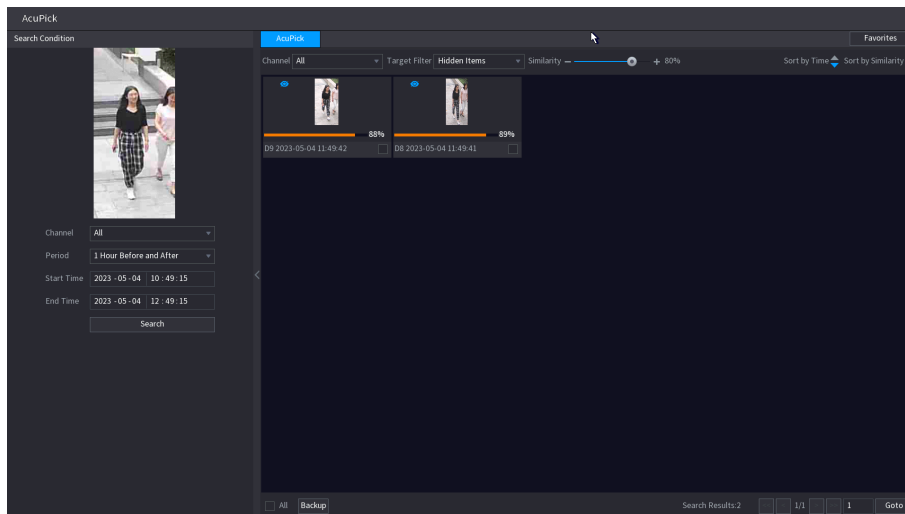 AcuPick
Search Condition
AcuPick
Favorites
Channel All Target Filter Hidden Items Similarity − + 80% Sort by Time Sort by Similarity
88%
89%
D9 2023-05-04 11:49:42
D8 2023-05-04 11:49:41
Channel All
Period 1 Hour Before and After
Start Time 2023 -05 -04 10 : 49 : 15
End Time 2023 -05 -04 12 : 49 : 15
Search
All Backup Search Results:2 1/1 1 Goto